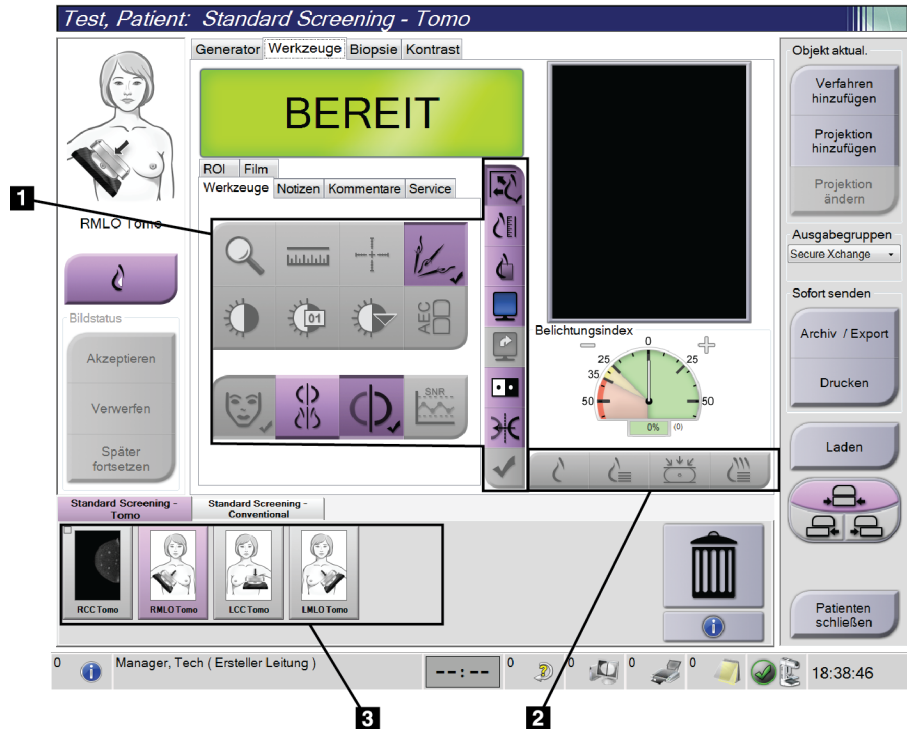 Test, Patient: Standard Screening - Tomo
Generator Werkzeuge Biopsie Kontrast
BEREIT
ROI Film
Werkzeuge Notizen Kommentare Service
1
RMLO Tomo
Bildstatus
Akzeptieren
Verwerfen
Später
fortsetzen
01
AEC
SNR
Belichtungsindex
0
25 25
35
50 50
0% (0)
Objekt aktual.
Verfahren
hinzufügen
Projektion
hinzufügen
Projektion
ändern
Ausgabegruppen
Secure Xchange
Sofort senden
Archiv / Export
Drucken
Laden
Patienten
schließen
Standard Screening -
Tomo
Standard Screening -
Conventional
RCC Tomo
RMLO Tomo
LCC Tomo
LMLO Tomo
0 Manager, Tech ( Ersteller Leitung ) --:-- 0 0 0 0 18:38:46
3 2